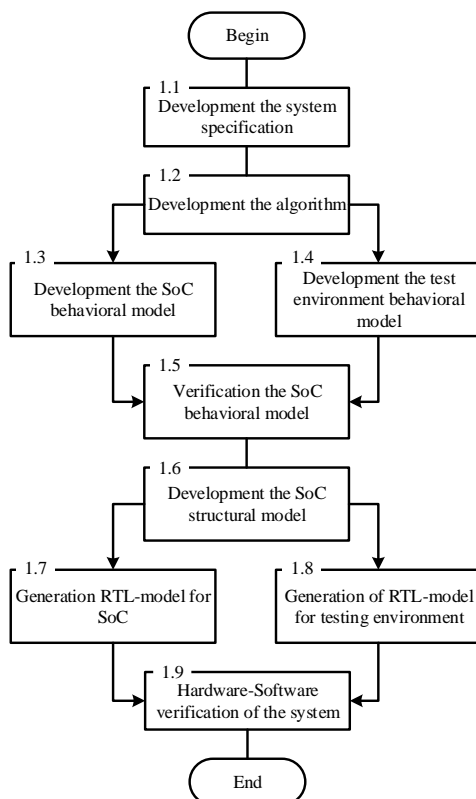 Begin
1.1
Development the system
specification
1.2
Development the algorithm
1.3
Development the SoC
behavioral model
1.4
Development the test
environment behavioral
model
1.5
Verification the SoC
behavioral model
1.6
Development the SoC
structural model
1.7
Generation RTL-model for
SoC
1.8
Generation of RTL-model
for testing environment
1.9
Hardware-Software
verification of the system
End